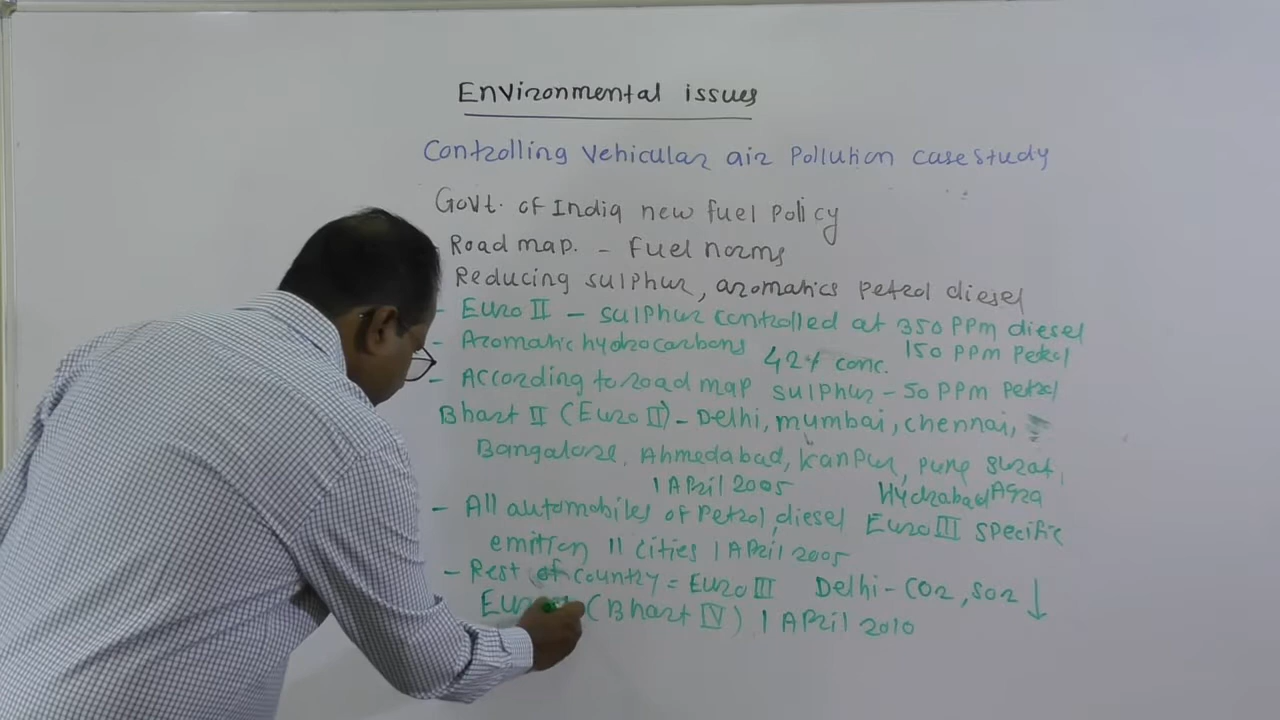 Environmental issues
Controlling vehicular air Pollution case study
Govt. of India new fuel Policy
Road map. - Fuel norms
Reducing sulphur, aromatics petrol diesel
- Euro II - sulphur controlled at 350 PPm diesel
150 PPm Petrol
- Aromatic hydrocarbons 42% conc.
- According to road map sulphur - 50 PPm Petrol
Bhart II (Euro II) - Delhi, mumbai, chennai,
Bangalore, Ahmedabad, Kanpur, pune surat,
1 April 2005 Hydrabad Agra
- All automobiles of Petrol, diesel Euro III specific
emition 11 cities 1 April 2005
- Rest of country = Euro III Delhi - CO2, SO2 ↓
(Bhart IV) 1 April 2010